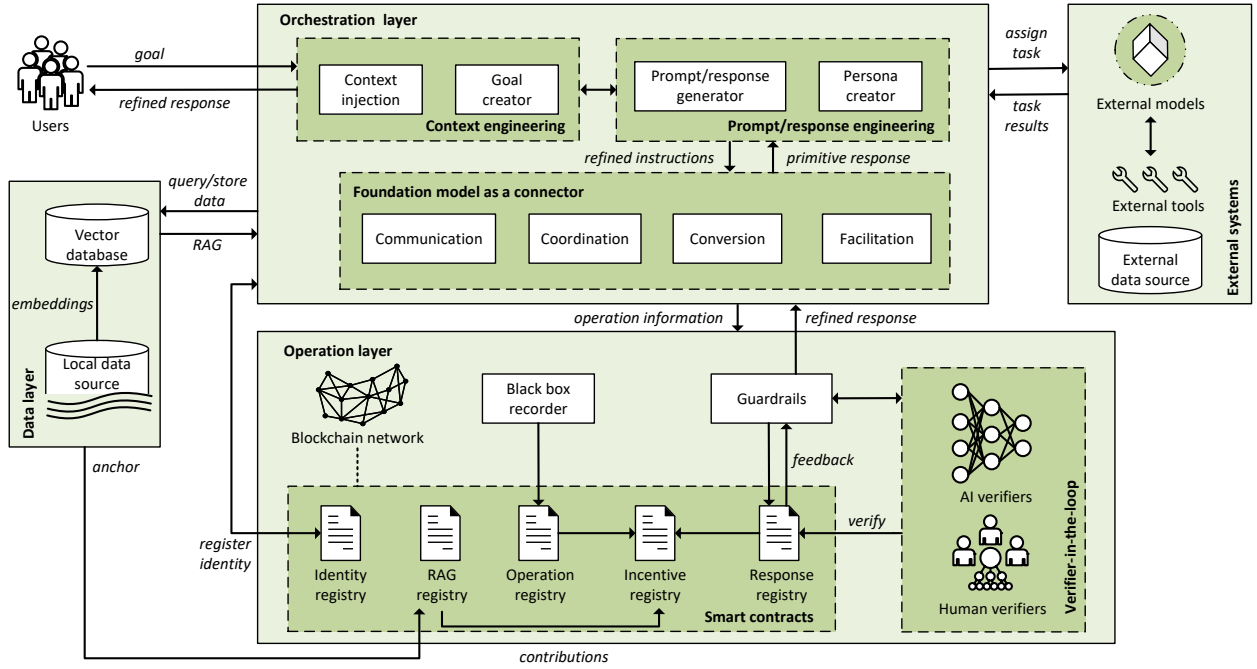 Orchestration layer
goal
refined response
Users
Context
injection
Goal
creator
Context engineering
Prompt/response
generator
Persona
creator
Prompt/response engineering
assign
task
task
results
External models
External tools
External
data source
External systems
refined instructions
primitive response
Foundation model as a connector
Communication
Coordination
Conversion
Facilitation
query/store
data
RAG
Vector
database
embeddings
Local data
source
Data layer
anchor
operation information
refined response
Operation layer
Blockchain network
Black box
recorder
Guardrails
feedback
AI verifiers
verify
Human verifiers
Verifier-in-the-loop
register
identity
Identity
registry
RAG
registry
Operation
registry
Incentive
registry
Response
registry
Smart contracts
contributions